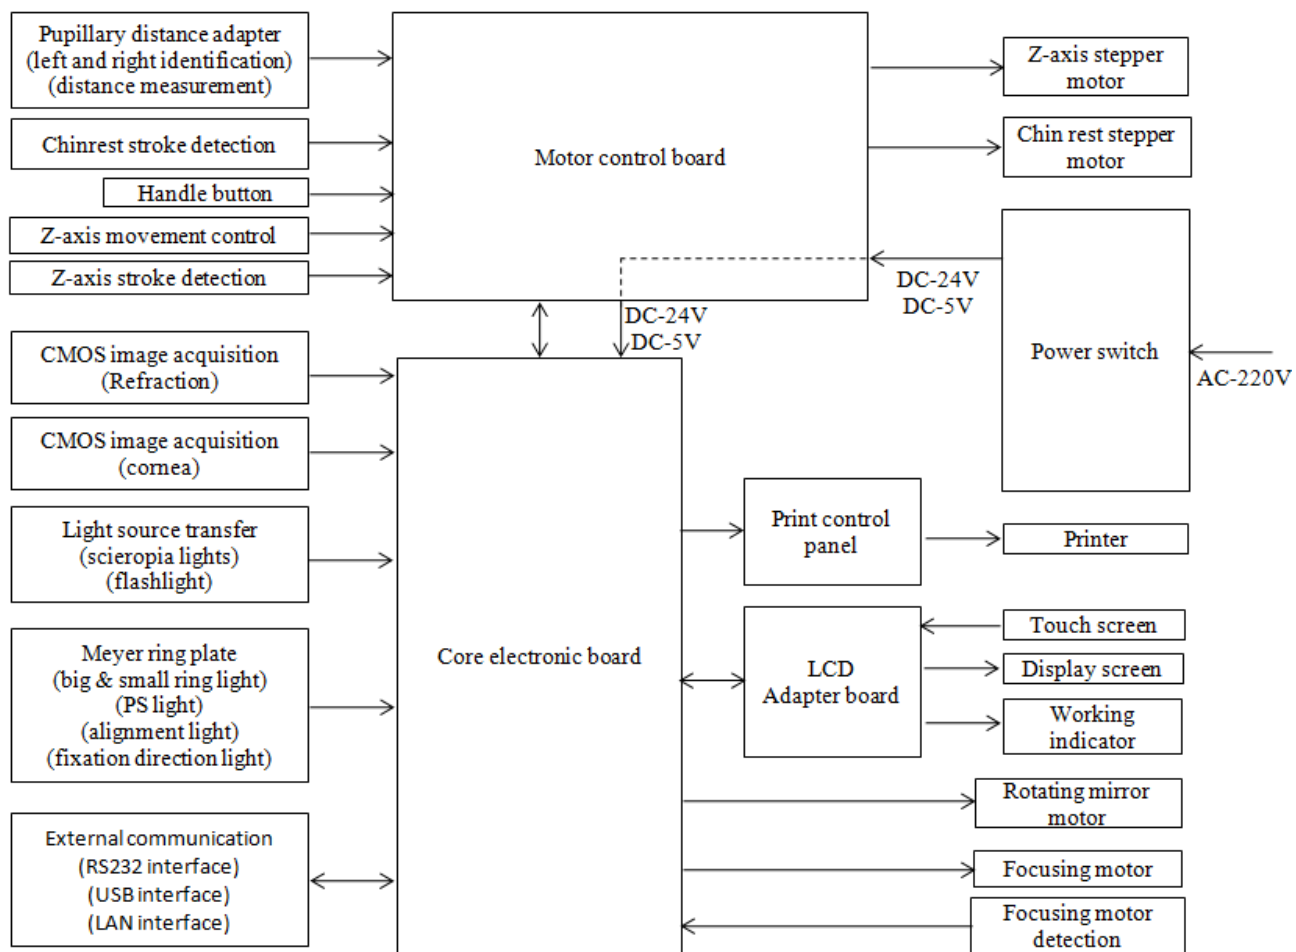 Pupillary distance adapter
(left and right identification)
(distance measurement)
Chinrest stroke detection
Handle button
Z-axis movement control
Z-axis stroke detection
Motor control board
Z-axis stepper
motor
Chin rest stepper
motor
DC-24V
DC-5V
DC-24V
DC-5V
Power switch
AC-220V
CMOS image acquisition
(Refraction)
CMOS image acquisition
(cornea)
Light source transfer
(scieropia lights)
(flashlight)
Meyer ring plate
(big & small ring light)
(PS light)
(alignment light)
(fixation direction light)
External communication
(RS232 interface)
(USB interface)
(LAN interface)
Core electronic board
Print control
panel
Printer
LCD
Adapter board
Touch screen
Display screen
Working
indicator
Rotating mirror
motor
Focusing motor
Focusing motor
detection